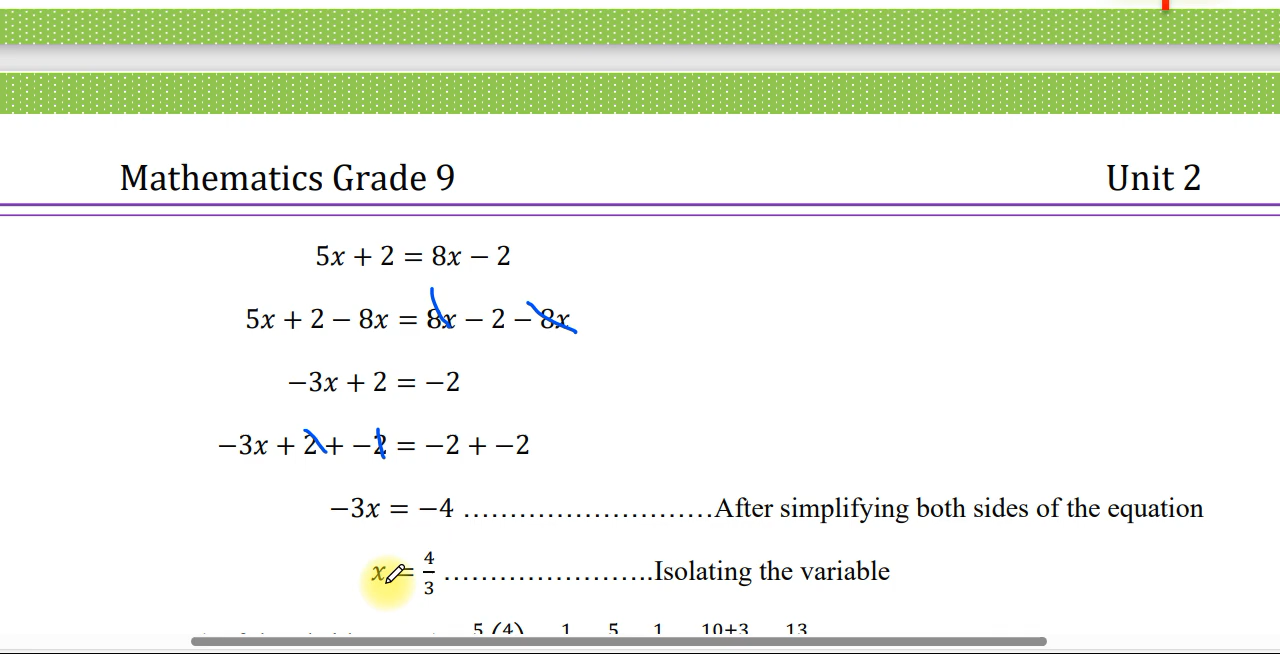 Mathematics Grade 9 Unit 2
5x + 2 = 8x − 2
5x + 2 − 8x = 8x − 2 − 8x
−3x + 2 = −2
−3x + 2 + −2 = −2 + −2
−3x = −4 ………………………After simplifying both sides of the equation
x = 4/3 …………………..Isolating the variable